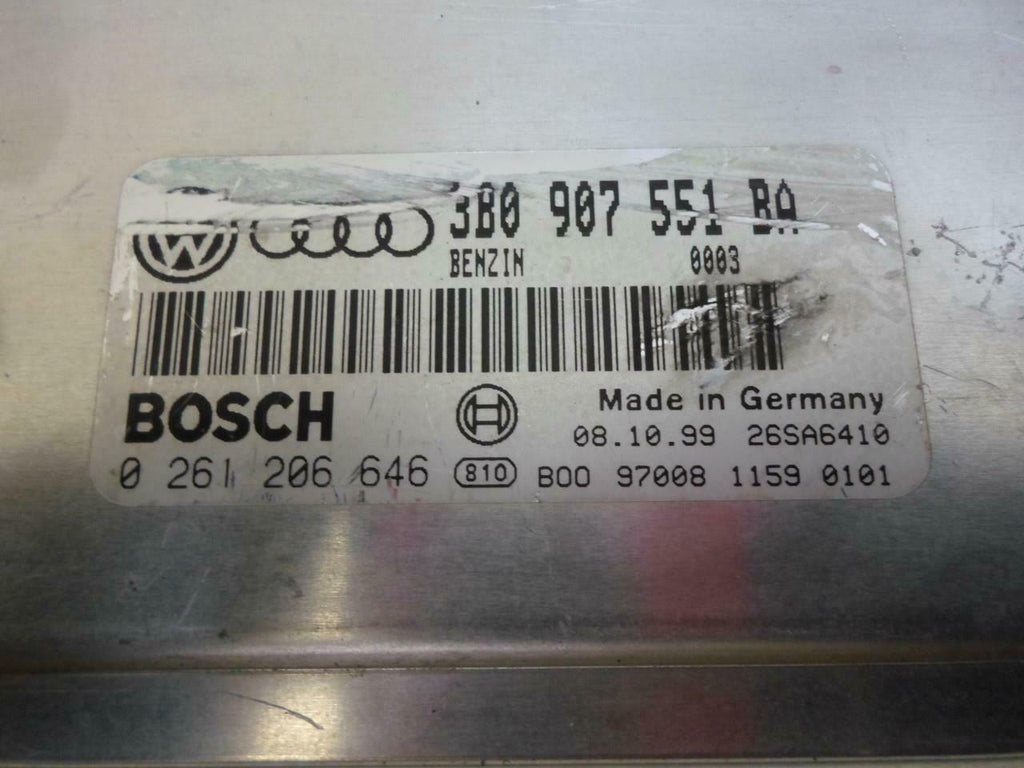 3B0 907 551 BA
BENZIN 0003
BOSCH
Made in Germany
08.10.99 26SA6410
0 261 206 646 810 B00 97008 1159 0101